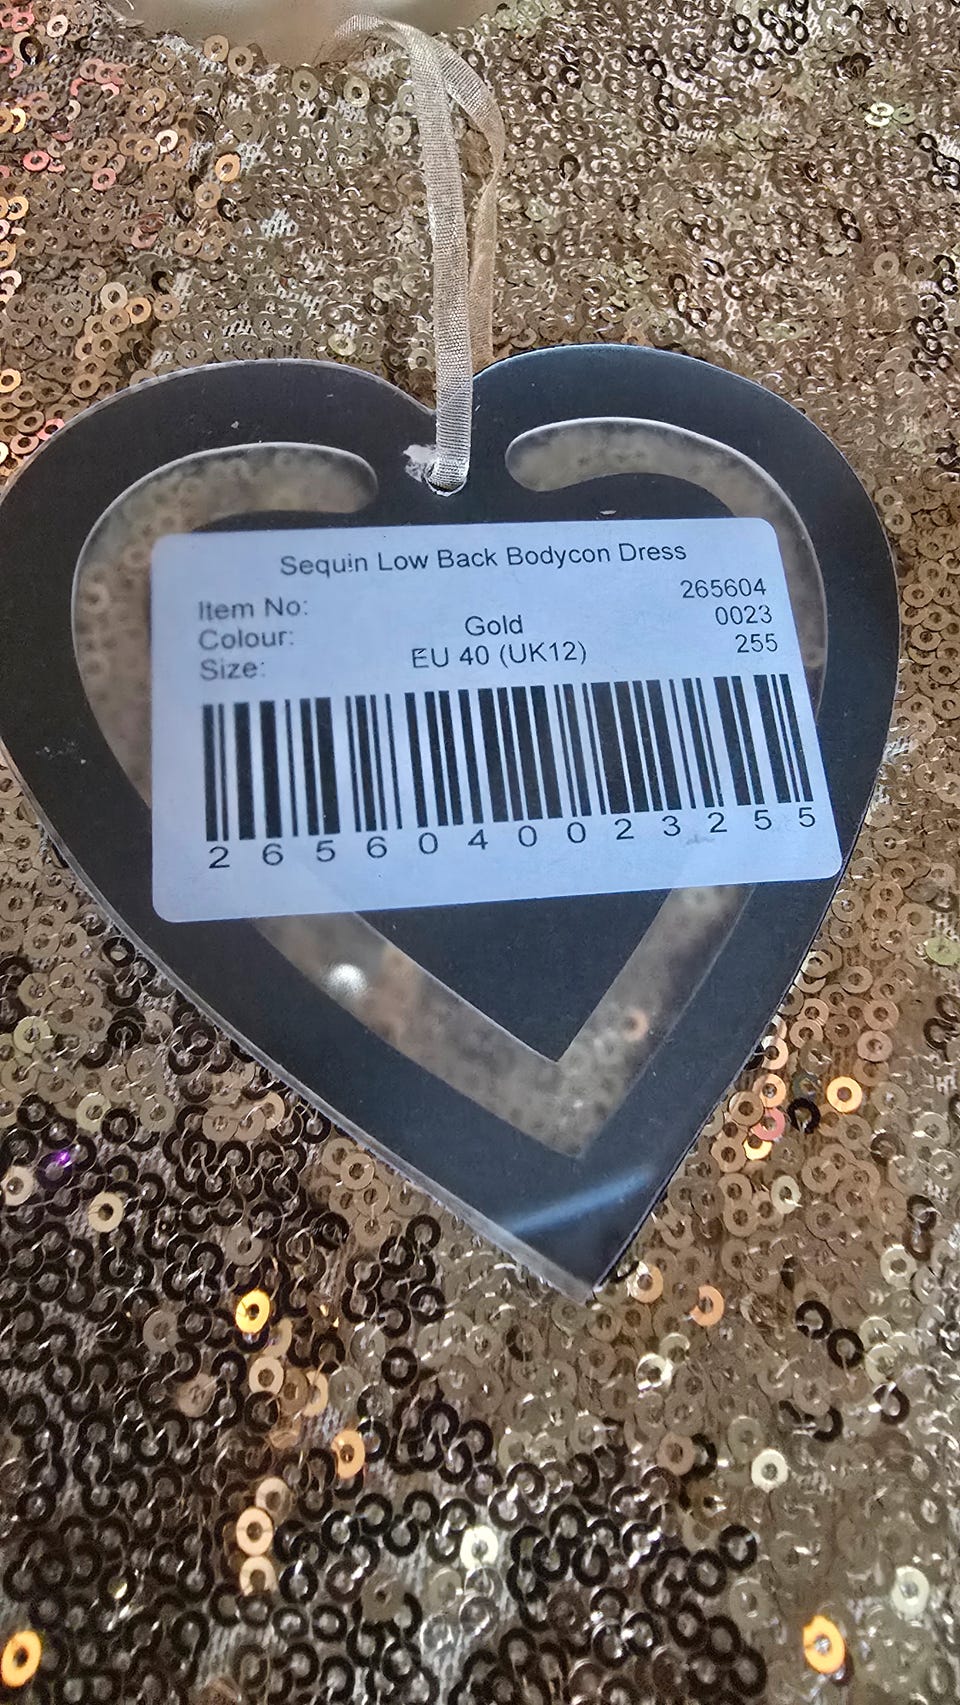 Sequin Low Back Bodycon Dress
Item No: 265604
Colour: Gold 0023
Size: EU 40 (UK12) 255
2656040023255